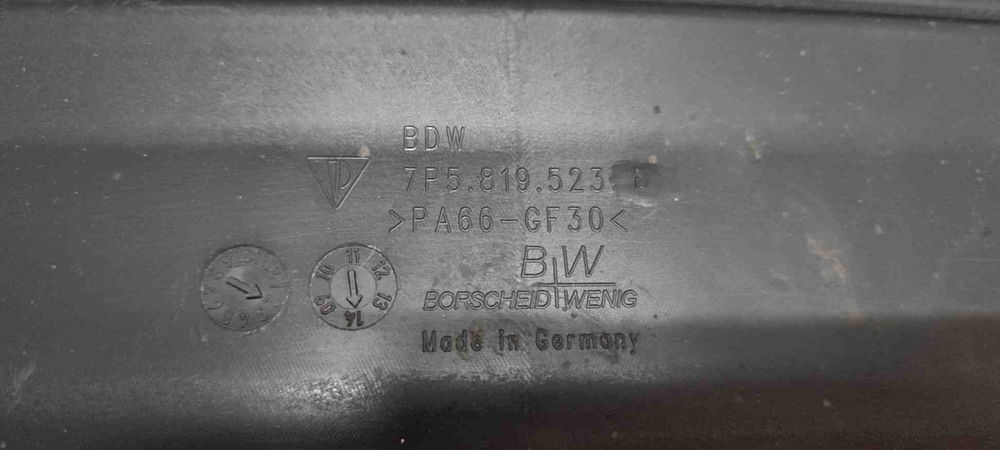 BDW
7P5.819.523
>PA66-GF30<
BW
BORSCHEID WENIG
Made in Germany
09 10 11 12 13 14